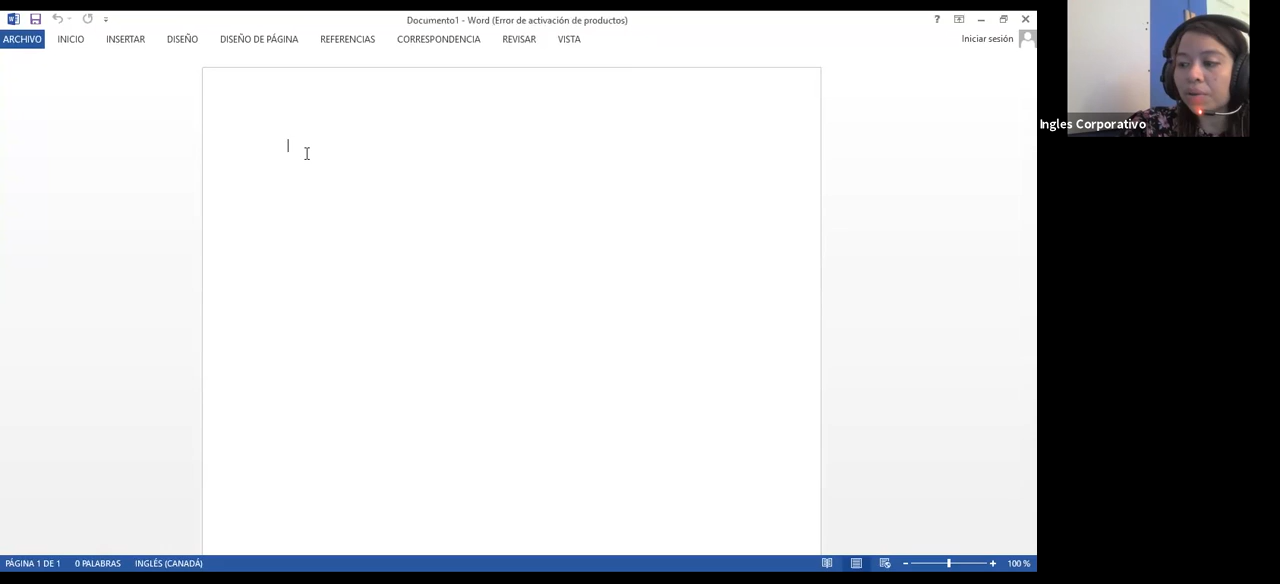 Documento1 - Word (Error de activación de productos)
ARCHIVO INICIO INSERTAR DISEÑO DISEÑO DE PÁGINA REFERENCIAS CORRESPONDENCIA REVISAR VISTA Iniciar sesión
Ingles Corporativo
PÁGINA 1 DE 1 0 PALABRAS INGLÉS (CANADÁ) 100 %